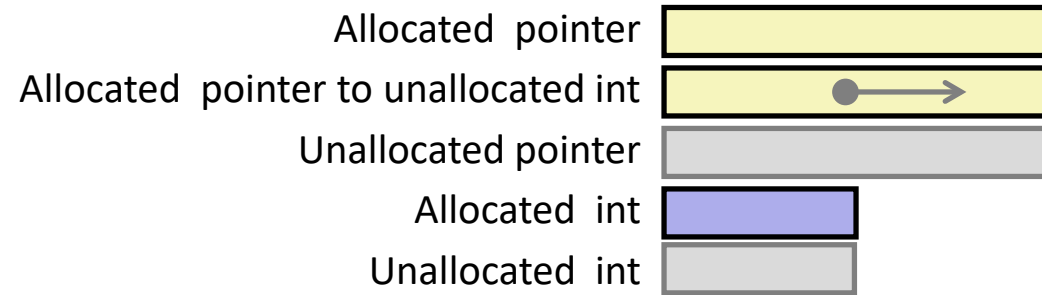 Allocated pointer
Allocated pointer to unallocated int
Unallocated pointer
Allocated int
Unallocated int